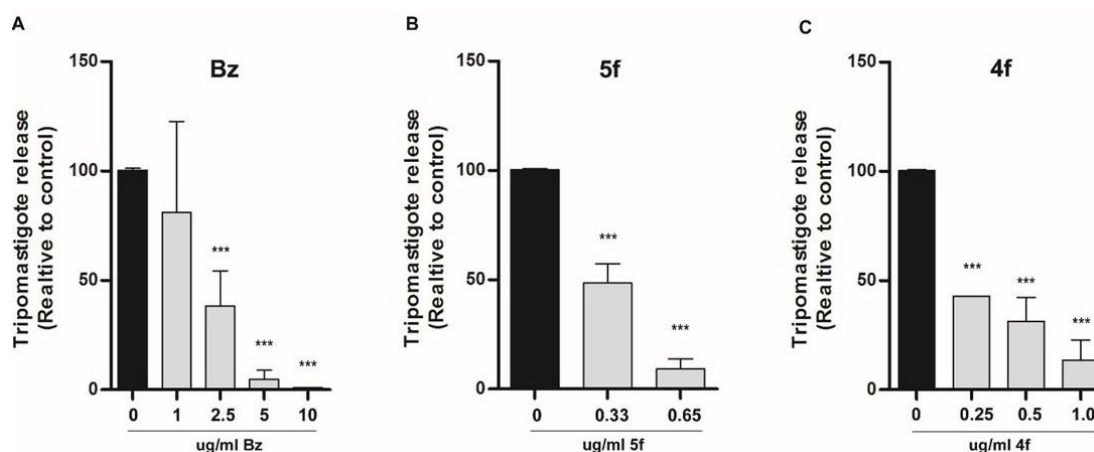 A
Bz
Tripomastigote release
(Realtive to control)
150
100
50
0
***
***
***
0 1 2.5 5 10
ug/ml Bz
B
5f
Tripomastigote release
(Realtive to control)
150
100
50
0
***
***
0 0.33 0.65
ug/ml 5f
C
4f
Tripomastigote release
(Realtive to control)
150
100
50
0
***
***
***
0 0.25 0.5 1.0
ug/ml 4f